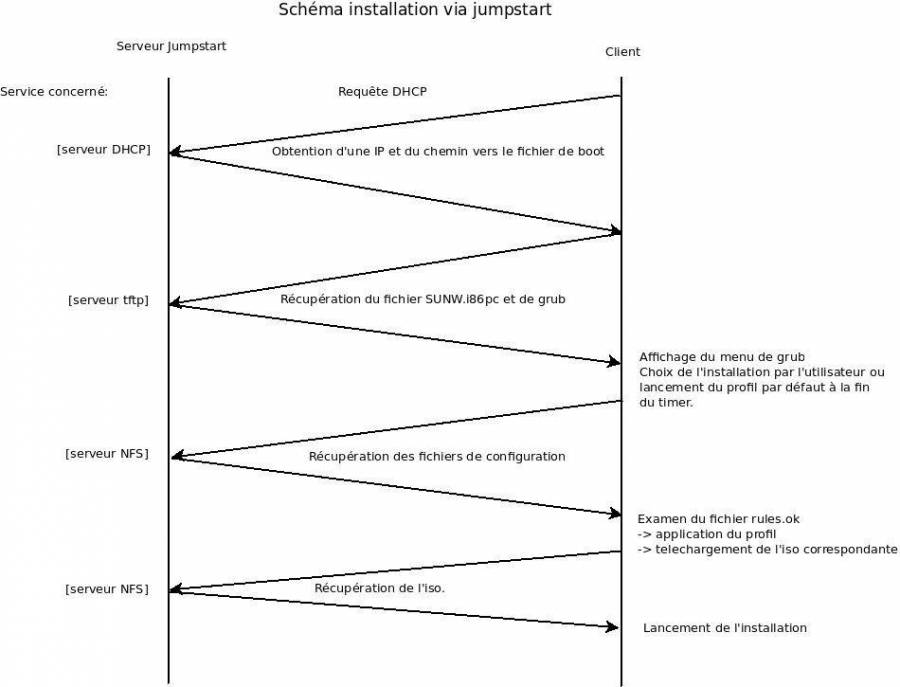 Schéma installation via jumpstart
Serveur Jumpstart
Client
Service concerné:
Requête DHCP
[serveur DHCP]
Obtention d'une IP et du chemin vers le fichier de boot
[serveur tftp]
Récupération du fichier SUNW.i86pc et de grub
Affichage du menu de grub
Choix de l'installation par l'utilisateur ou
lancement du profil par défaut à la fin
du timer.
[serveur NFS]
Récupération des fichiers de configuration
Examen du fichier rules.ok
-> application du profil
-> telechargement de l'iso correspondante
[serveur NFS]
Récupération de l'iso.
Lancement de l'installation